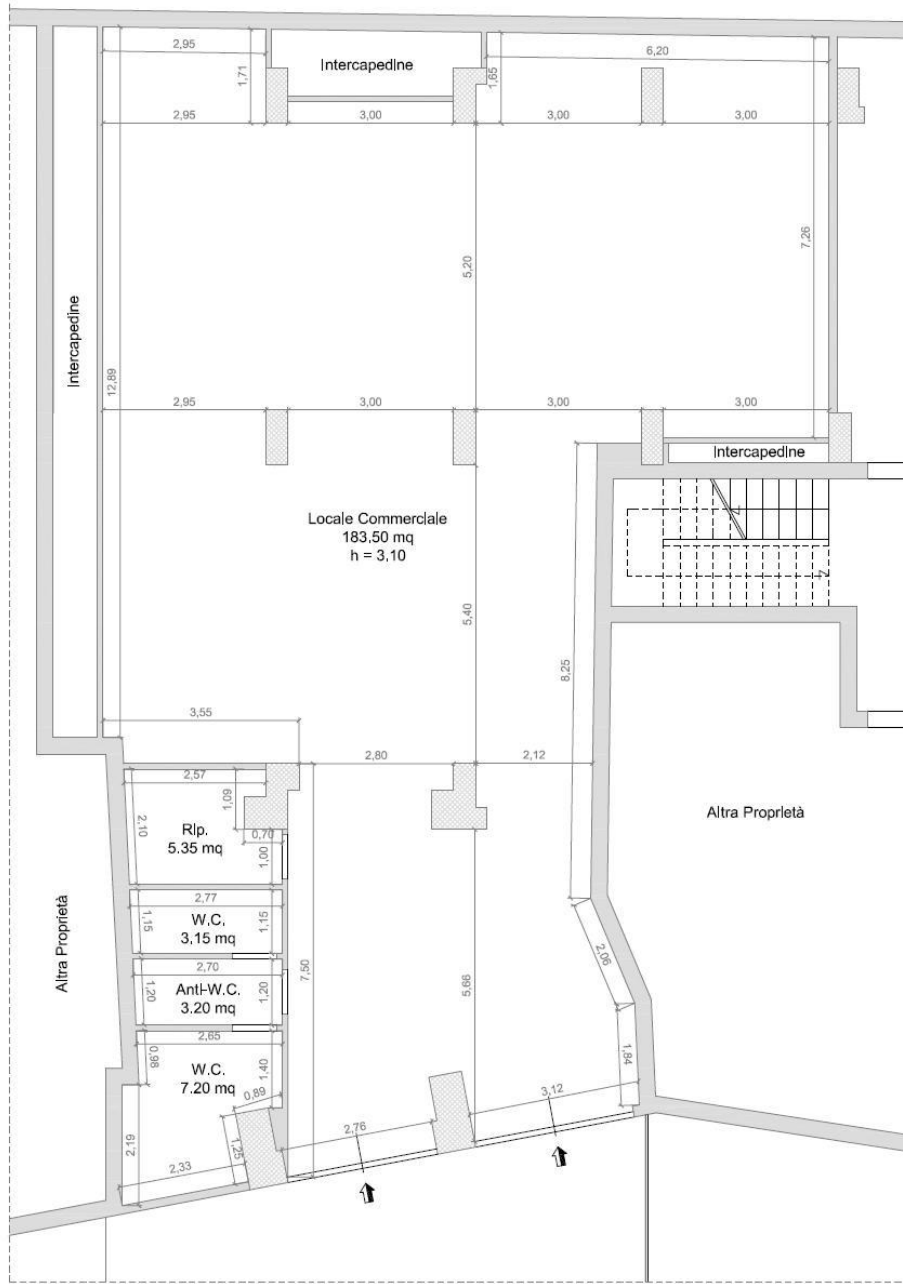 2,95
Intercapedine
6,20
1,71
1,65
2,95
3,00
3,00
3,00
7,26
5,20
Intercapedine
12,89
2,95
3,00
3,00
3,00
Intercapedine
Locale Commerciale
183,50 mq
h = 3,10
5,40
8,25
3,55
2,80
2,12
2,57
1,09
Altra Proprietà
2,10
Rip.
5.35 mq
0,70
1,00
2,77
1,15
W.C.
3,15 mq
1,15
Altra Proprietà
2,06
7,50
5,66
2,70
1,20
Anti-W.C.
3.20 mq
1,20
2,65
0,98
W.C.
7.20 mq
1,40
1,84
0,89
3,12
2,76
1,25
2,19
2,33